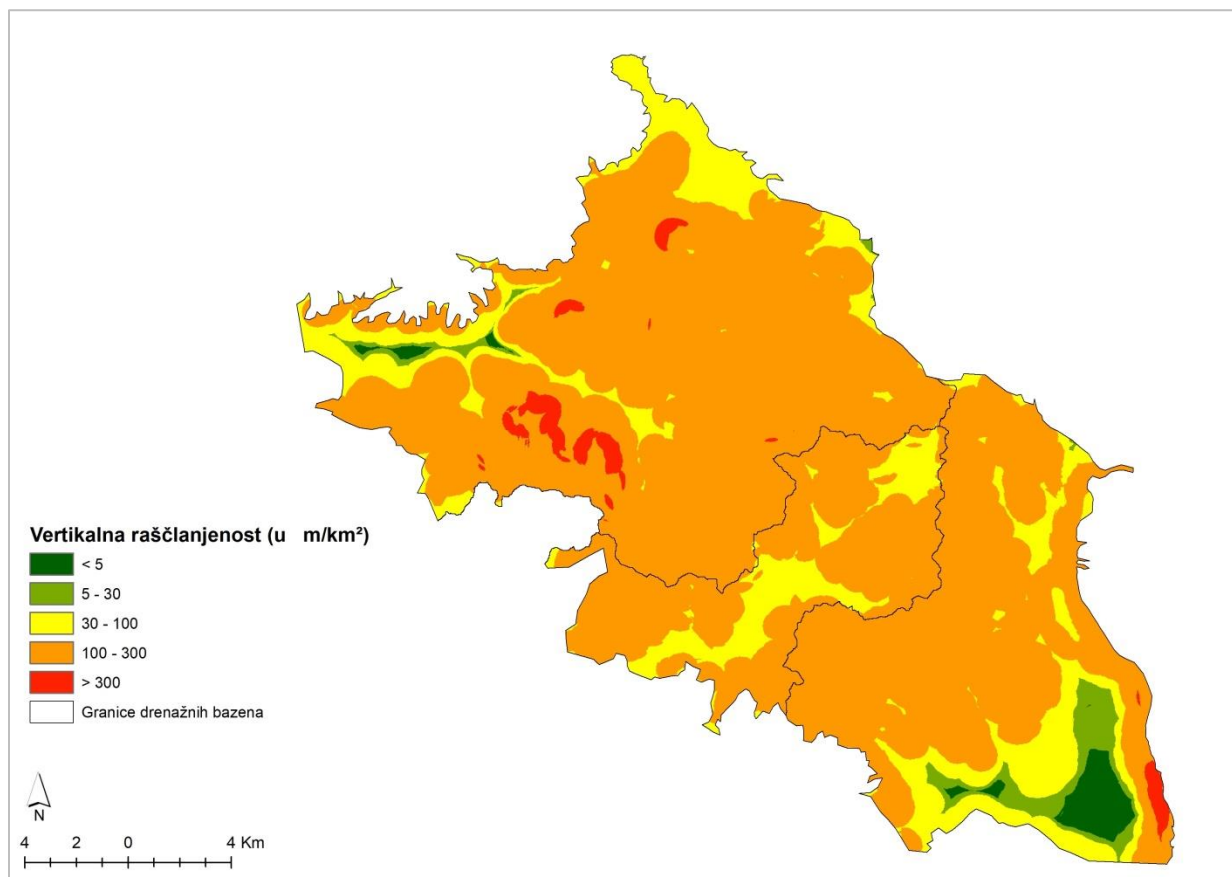 Vertikalna raščlanjenost (u m/km²)
< 5
5 - 30
30 - 100
100 - 300
> 300
Granice drenažnih bazena
N
4 2 0 4 Km